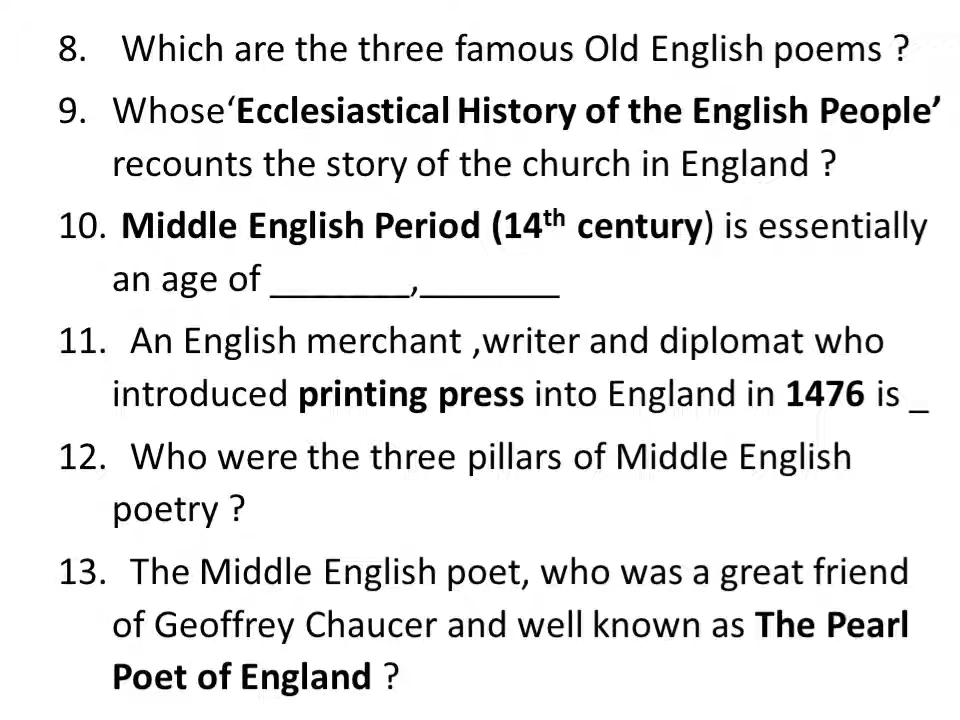 8. Which are the three famous Old English poems ?
9. Whose‘Ecclesiastical History of the English People’
recounts the story of the church in England ?
10. Middle English Period (14th century) is essentially
an age of _______,_______
11. An English merchant ,writer and diplomat who
introduced printing press into England in 1476 is _
12. Who were the three pillars of Middle English
poetry ?
13. The Middle English poet, who was a great friend
of Geoffrey Chaucer and well known as The Pearl
Poet of England ?